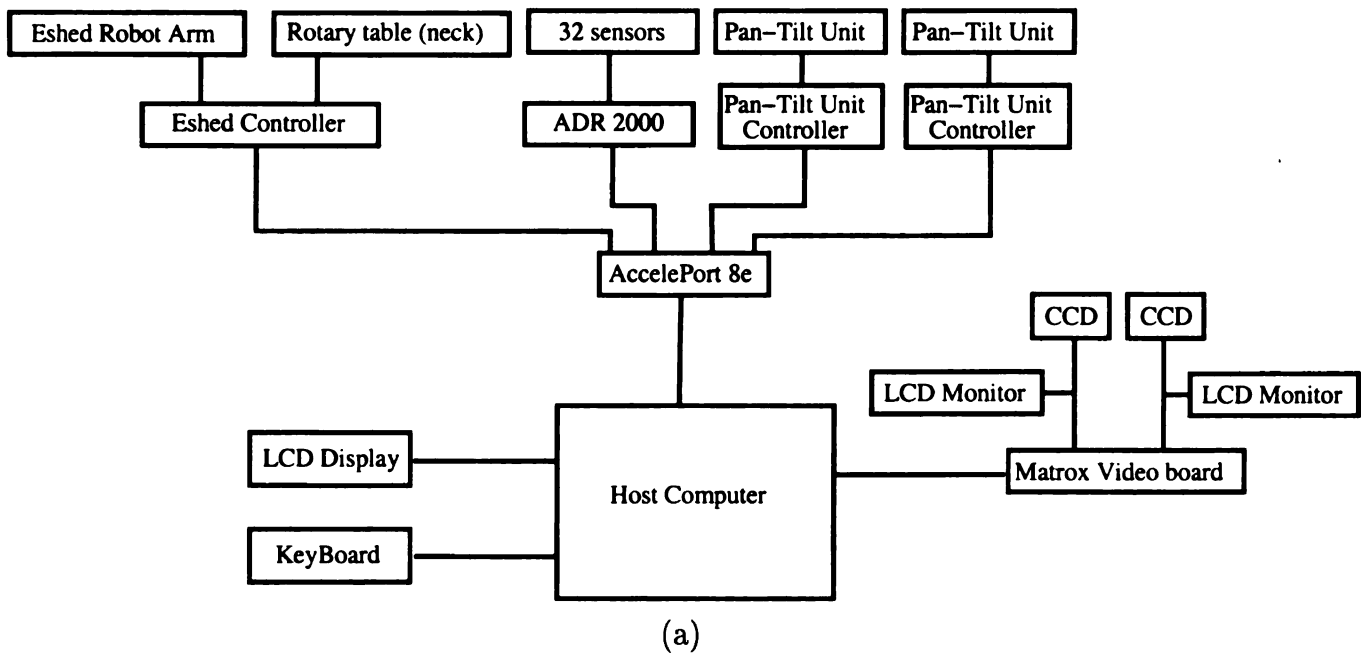 Eshed Robot Arm
Rotary table (neck)
32 sensors
Pan-Tilt Unit
Pan-Tilt Unit
Eshed Controller
ADR 2000
Pan-Tilt Unit
Controller
Pan-Tilt Unit
Controller
AccelePort 8e
CCD
CCD
LCD Monitor
LCD Monitor
LCD Display
Host Computer
Matrox Video board
KeyBoard
(a)